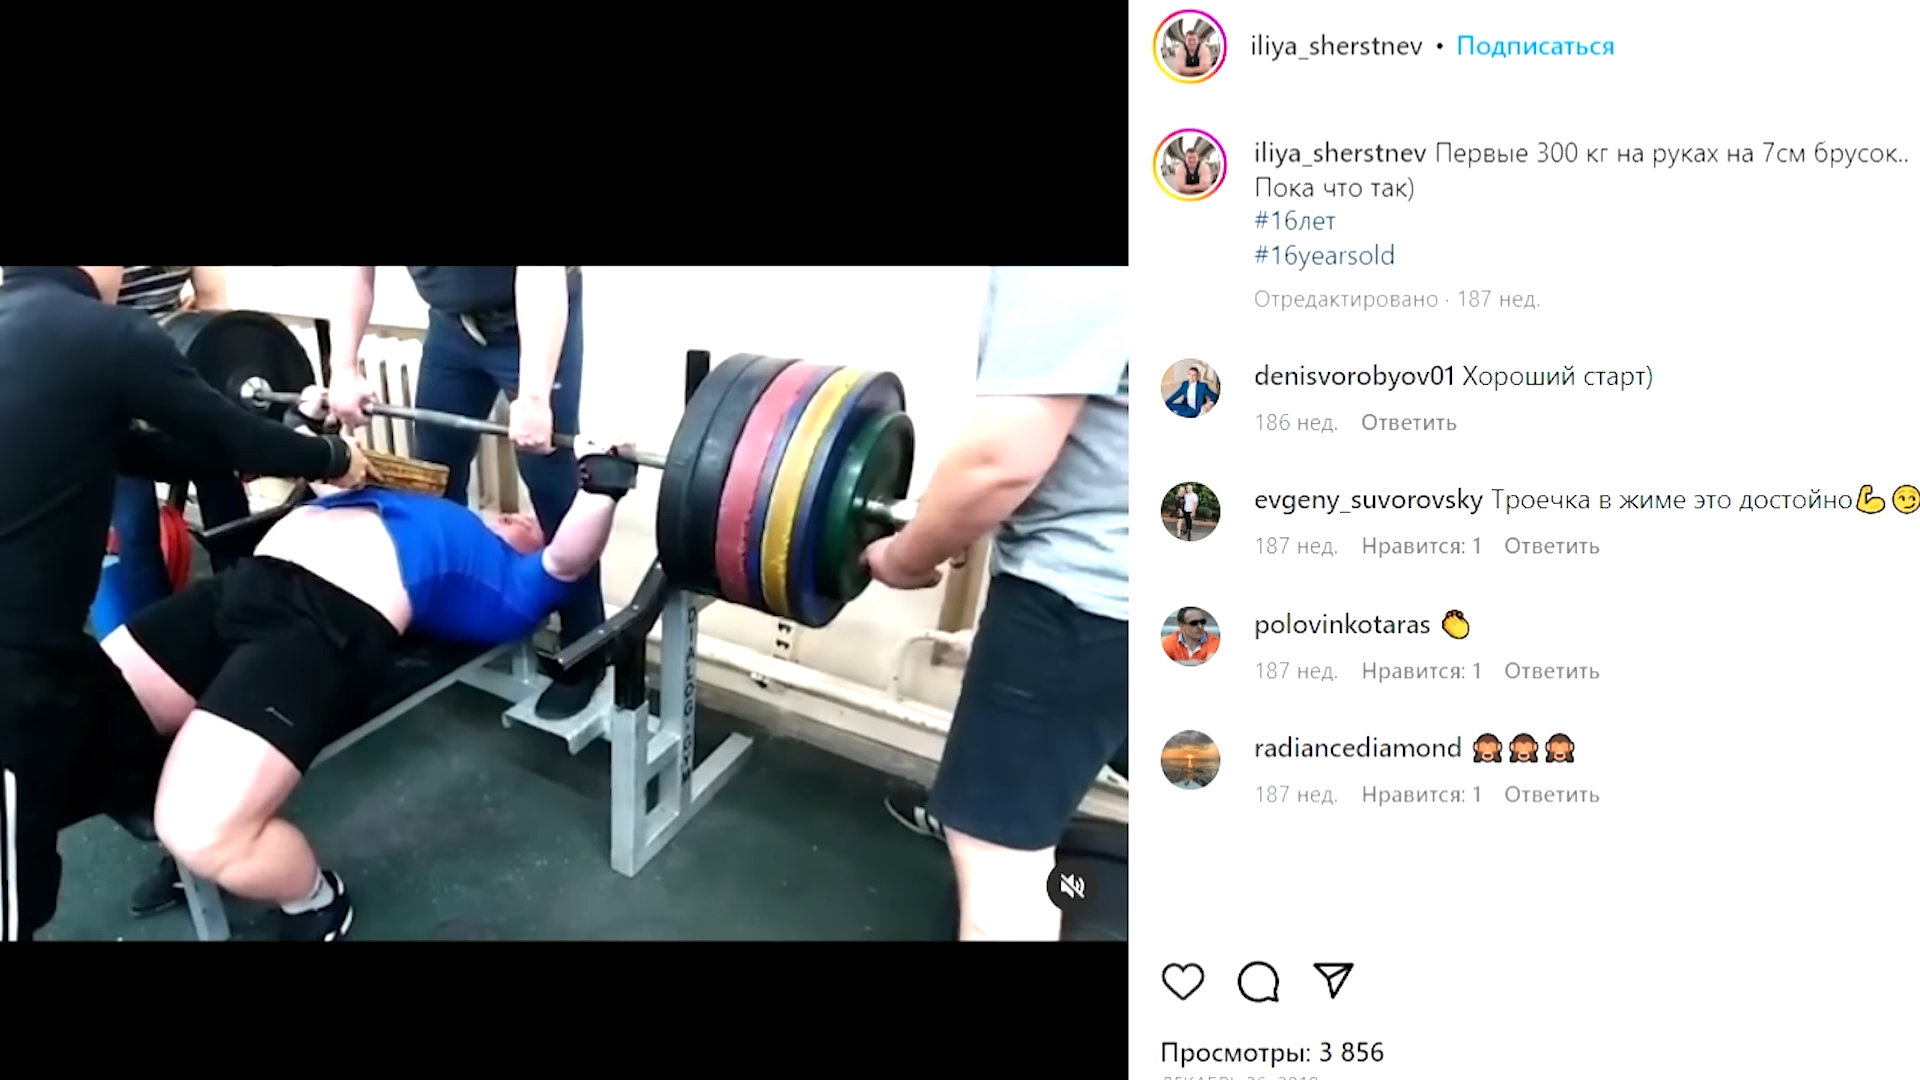 iliya_sherstnev • Подписаться
iliya_sherstnev Первые 300 кг на руках на 7см брусок..
Пока что так)
#16лет
#16yearsold
Отредактировано · 187 нед.
denisvorobyov01 Хороший старт)
186 нед. Ответить
evgeny_suvorovsky Троечка в жиме это достойно💪😏
187 нед. Нравится: 1 Ответить
polovinkotaras 👏
187 нед. Нравится: 1 Ответить
radiancediamond 🙈🙈🙈
187 нед. Нравится: 1 Ответить
Просмотры: 3 856
DIALOG-GYM